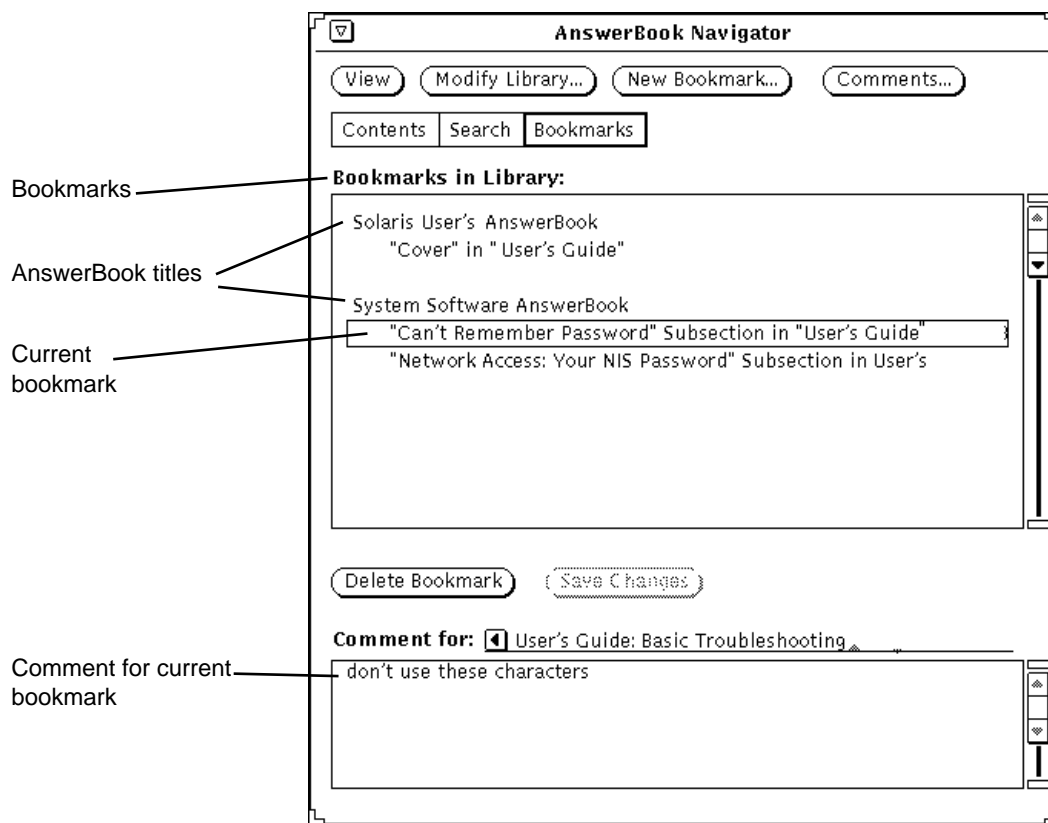 AnswerBook Navigator
View Modify Library... New Bookmark... Comments...
Contents Search Bookmarks
Bookmarks
Bookmarks in Library:
Solaris User's AnswerBook
"Cover" in " User's Guide"
AnswerBook titles
System Software AnswerBook
"Can't Remember Password" Subsection in "User's Guide"
Current
bookmark
"Network Access: Your NIS Password" Subsection in User's
Delete Bookmark Save Changes
Comment for: User's Guide: Basic Troubleshooting
Comment for current
bookmark
don't use these characters